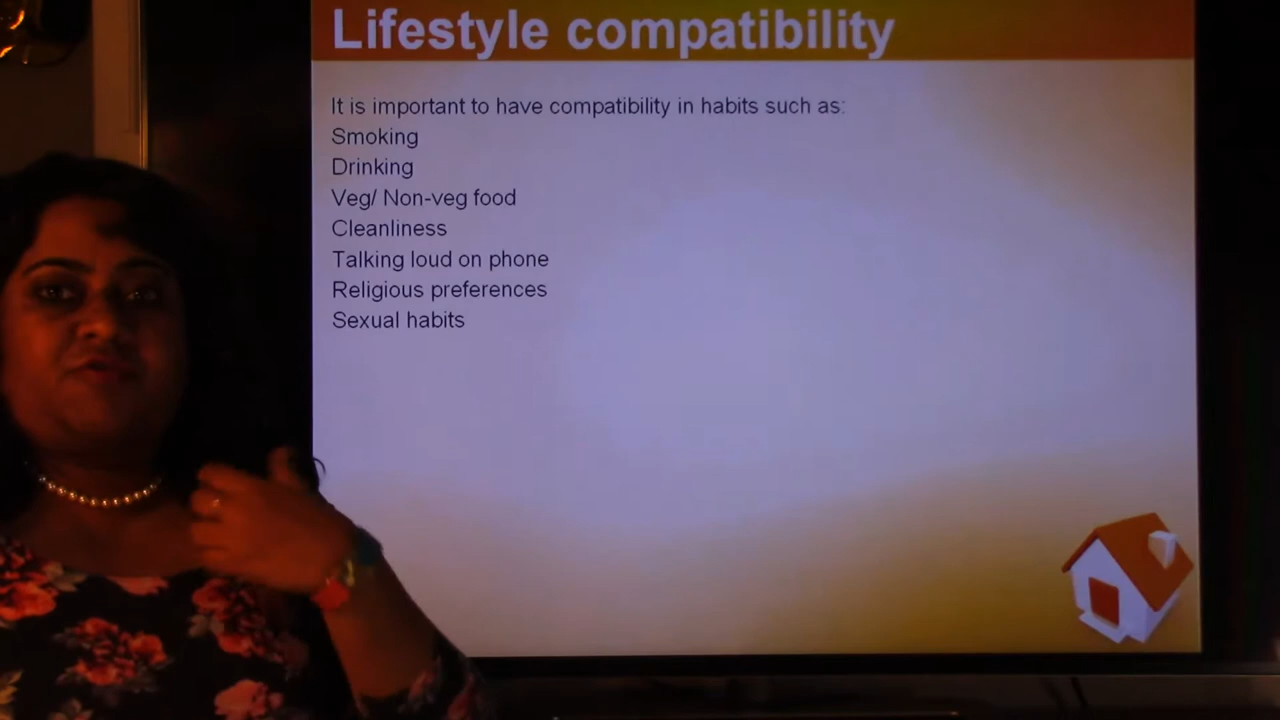 Lifestyle compatibility
It is important to have compatibility in habits such as:
Smoking
Drinking
Veg/ Non-veg food
Cleanliness
Talking loud on phone
Religious preferences
Sexual habits